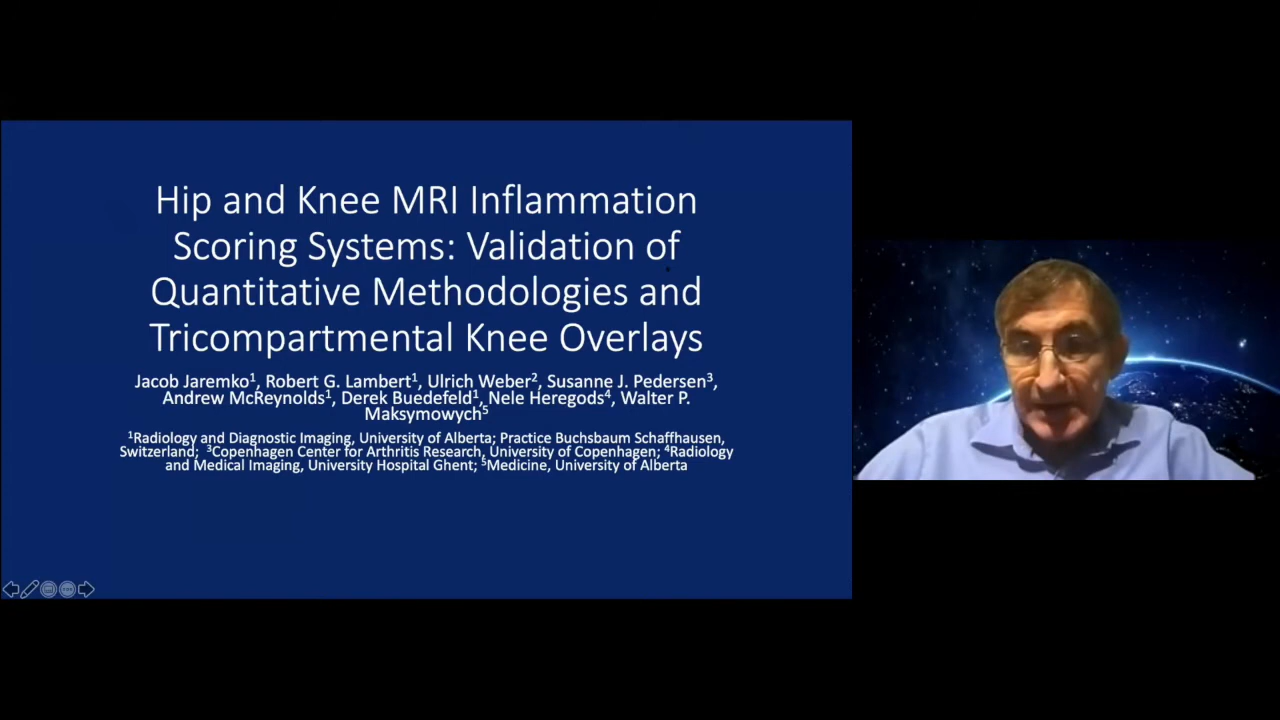 Hip and Knee MRI Inflammation
Scoring Systems: Validation of
Quantitative Methodologies and
Tricompartmental Knee Overlays
Jacob Jaremko¹, Robert G. Lambert¹, Ulrich Weber², Susanne J. Pedersen³,
Andrew McReynolds¹, Derek Buedefeld¹, Nele Heregods⁴, Walter P.
Maksymowych⁵
¹Radiology and Diagnostic Imaging, University of Alberta; Practice Buchsbaum Schaffhausen,
Switzerland; ³Copenhagen Center for Arthritis Research, University of Copenhagen; ⁴Radiology
and Medical Imaging, University Hospital Ghent; ⁵Medicine, University of Alberta